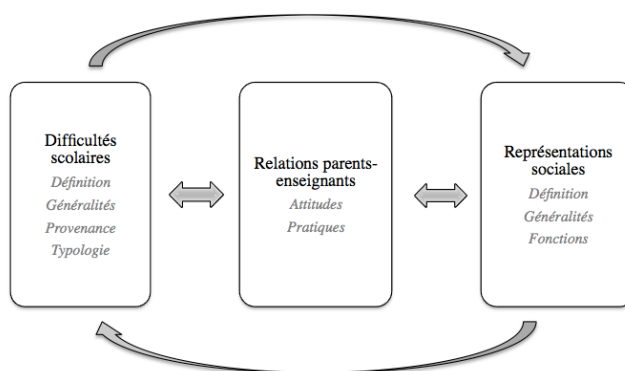 Difficultés
scolaires
Définition
Généralités
Provenance
Typologie
Relations parents-
enseignants
Attitudes
Pratiques
Représentations
sociales
Définition
Généralités
Fonctions